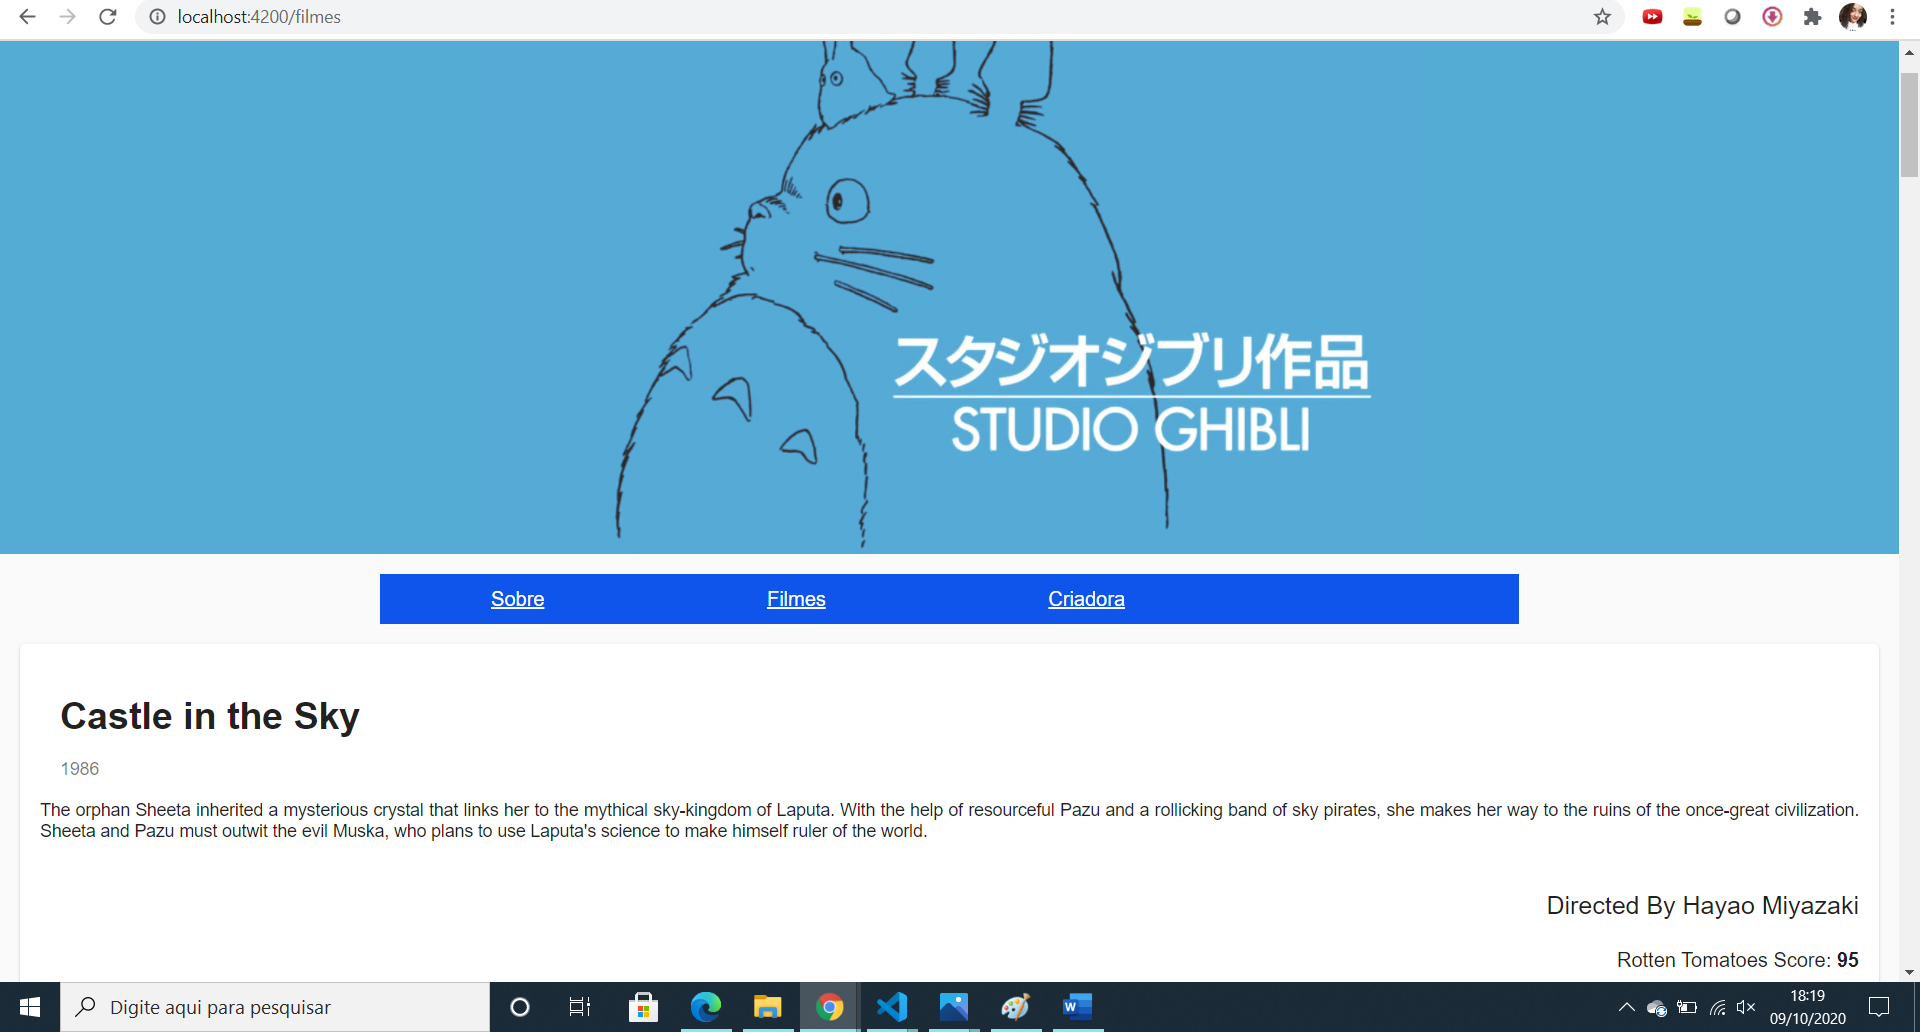 localhost:4200/filmes
スタジオジブリ作品
STUDIO GHIBLI
Sobre Filmes Criadora
Castle in the Sky
1986
The orphan Sheeta inherited a mysterious crystal that links her to the mythical sky-kingdom of Laputa. With the help of resourceful Pazu and a rollicking band of sky pirates, she makes her way to the ruins of the once-great civilization.
Sheeta and Pazu must outwit the evil Muska, who plans to use Laputa's science to make himself ruler of the world.
Directed By Hayao Miyazaki
Rotten Tomatoes Score: 95
Digite aqui para pesquisar
18:19
09/10/2020